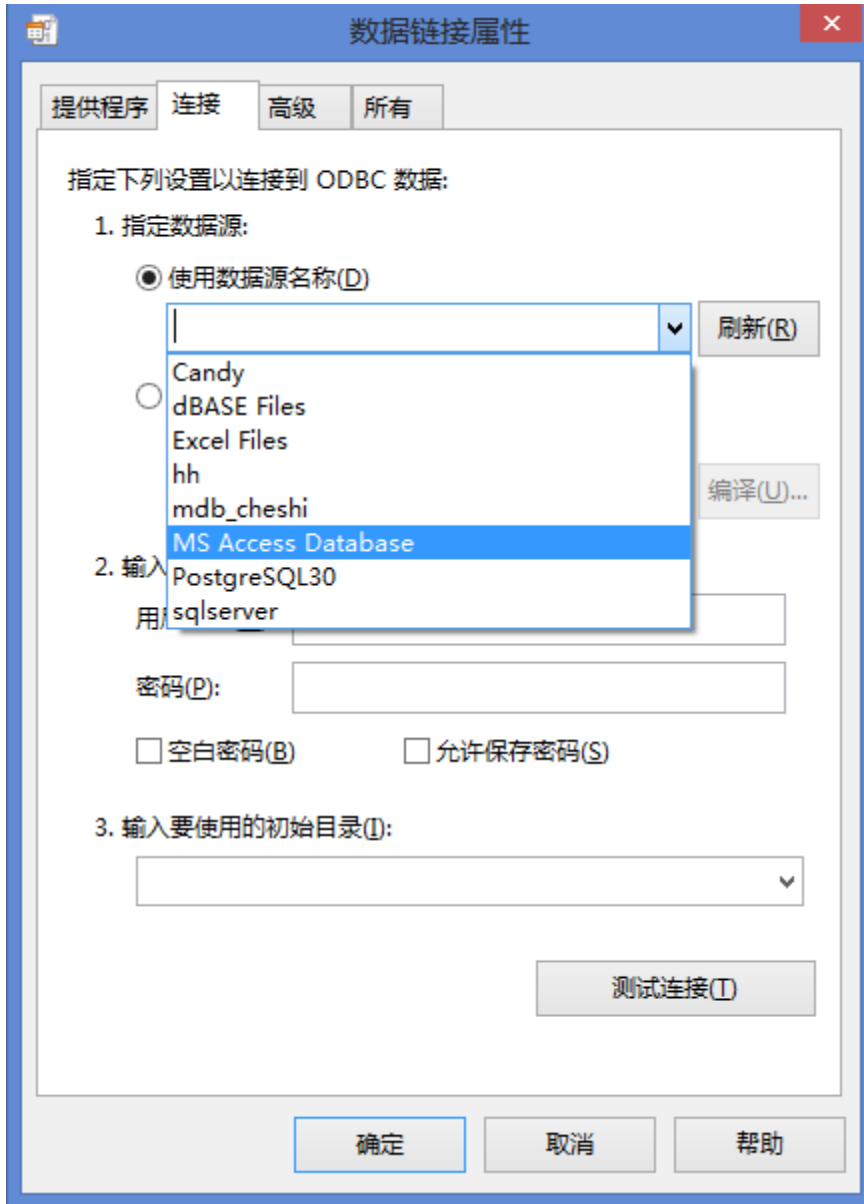 数据链接属性
提供程序 连接 高级 所有
指定下列设置以连接到 ODBC 数据:
1. 指定数据源:
使用数据源名称(D)
刷新(R)
Candy
dBASE Files
Excel Files
hh
编译(U)...
mdb_cheshi
MS Access Database
2. 输入
PostgreSQL30
sqlserver
用
密码(P):
空白密码(B) 允许保存密码(S)
3. 输入要使用的初始目录(I):
测试连接(T)
确定 取消 帮助